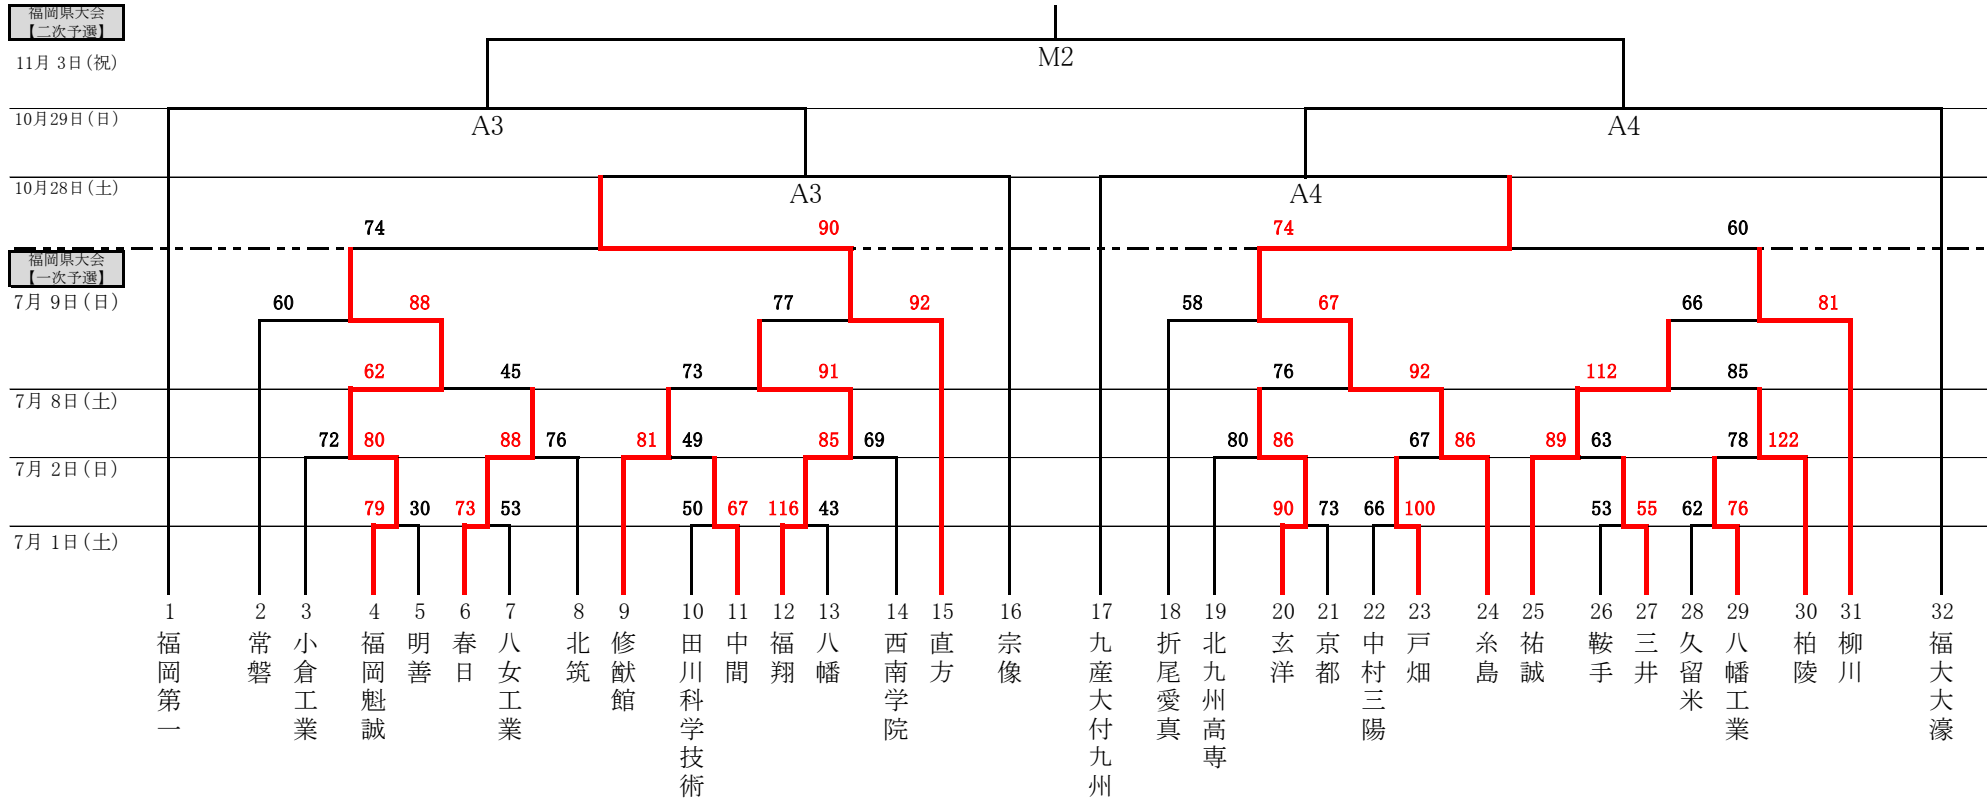 福岡県大会
【二次予選】
11月 3日(祝)
M2
10月29日(日)
A3
A4
10月28日(土)
A3
A4
74
90
74
60
福岡県大会
【一次予選】
7月 9日(日)
60
88
77
92
58
67
66
81
62
45
73
91
76
92
112
85
7月 8日(土)
72
80
88
76
81
49
85
69
80
86
67
86
89
63
78
122
7月 2日(日)
79
30
73
53
50
67
116
43
90
73
66
100
53
55
62
76
7月 1日(土)
1 福岡第一
2 常磐
3 小倉工業
4 福岡魁誠
5 明善
6 春日
7 八女工業
8 北筑
9 修猷館
10 田川科学技術
11 中間
12 福翔
13 八幡
14 西南学院
15 直方
16 宗像
17 九産大付九州
18 折尾愛真
19 北九州高専
20 玄洋
21 京都
22 中村三陽
23 戸畑
24 糸島
25 祐誠
26 鞍手
27 三井
28 久留米
29 八幡工業
30 柏陵
31 柳川
32 福大大濠